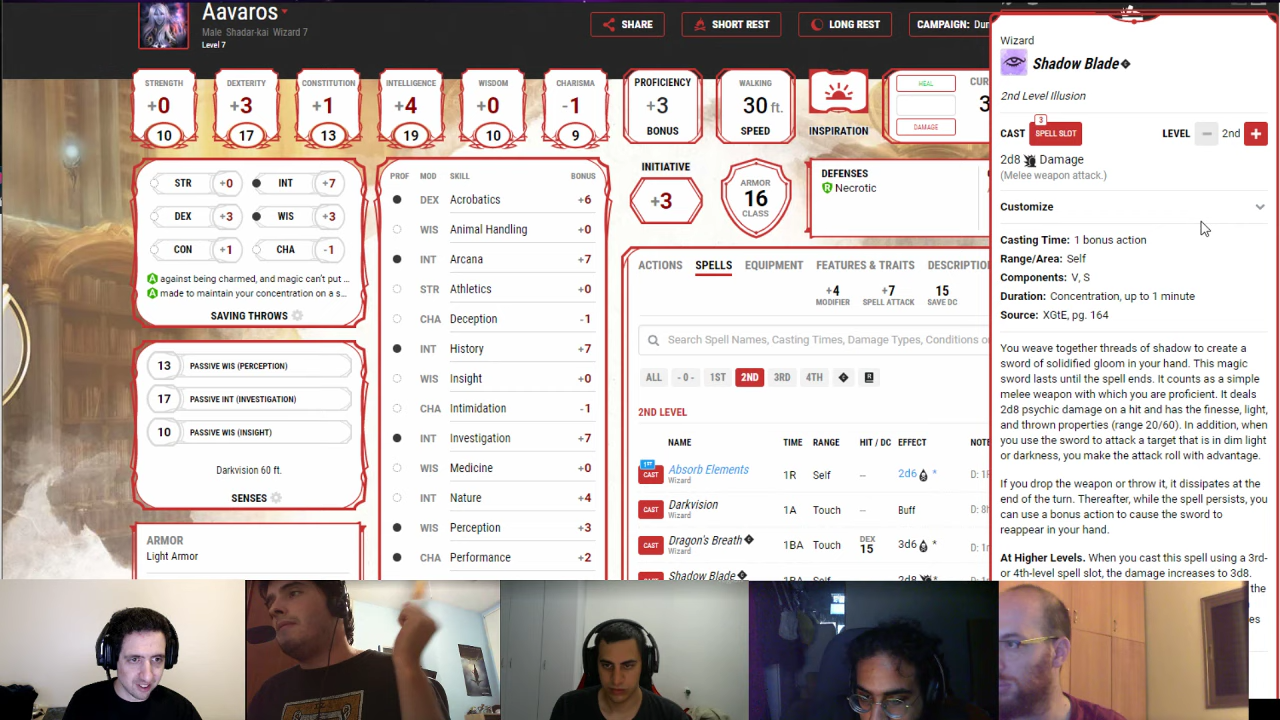 Aavaros
Male Shadar-kai Wizard 7
Level 7
SHARE
SHORT REST
LONG REST
CAMPAIGN: Dun
STRENGTH
+0
10
DEXTERITY
+3
17
CONSTITUTION
+1
13
INTELLIGENCE
+4
19
WISDOM
+0
10
CHARISMA
-1
9
PROFICIENCY
+3
BONUS
WALKING
30 ft.
SPEED
INSPIRATION
HEAL
DAMAGE
CUR
3
STR +0 INT +7
DEX +3 WIS +3
CON +1 CHA -1
against being charmed, and magic can't put ...
made to maintain your concentration on a s...
SAVING THROWS
13 PASSIVE WIS (PERCEPTION)
17 PASSIVE INT (INVESTIGATION)
10 PASSIVE WIS (INSIGHT)
Darkvision 60 ft.
SENSES
ARMOR
Light Armor
PROF MOD SKILL BONUS
DEX Acrobatics +6
WIS Animal Handling +0
INT Arcana +7
STR Athletics +0
CHA Deception -1
INT History +7
WIS Insight +0
CHA Intimidation -1
INT Investigation +7
WIS Medicine +0
INT Nature +4
WIS Perception +3
CHA Performance +2
INITIATIVE
+3
ARMOR
16
CLASS
DEFENSES
Necrotic
ACTIONS SPELLS EQUIPMENT FEATURES & TRAITS DESCRIPTION
+4 +7 15
MODIFIER SPELL ATTACK SAVE DC
Search Spell Names, Casting Times, Damage Types, Conditions or
ALL - 0 - 1ST 2ND 3RD 4TH
2ND LEVEL
NAME TIME RANGE HIT / DC EFFECT NOTE
1ST
CAST Absorb Elements 1R Self -- 2d6 * D: 1R
Wizard
CAST Darkvision 1A Touch -- Buff D: 8h
Wizard
CAST Dragon's Breath 1BA Touch DEX 15 3d6 * D: 1m
Wizard
Shadow Blade 1BA Self 2d8 *
Wizard
Shadow Blade
2nd Level Illusion
CAST 3 SPELL SLOT LEVEL 2nd
2d8 Damage
(Melee weapon attack.)
Customize
Casting Time: 1 bonus action
Range/Area: Self
Components: V, S
Duration: Concentration, up to 1 minute
Source: XGtE, pg. 164
You weave together threads of shadow to create a
sword of solidified gloom in your hand. This magic
sword lasts until the spell ends. It counts as a simple
melee weapon with which you are proficient. It deals
2d8 psychic damage on a hit and has the finesse, light,
and thrown properties (range 20/60). In addition, when
you use the sword to attack a target that is in dim light
or darkness, you make the attack roll with advantage.
If you drop the weapon or throw it, it dissipates at the
end of the turn. Thereafter, while the spell persists, you
can use a bonus action to cause the sword to
reappear in your hand.
At Higher Levels. When you cast this spell using a 3rd-
or 4th-level spell slot, the damage increases to 3d8.
the
es